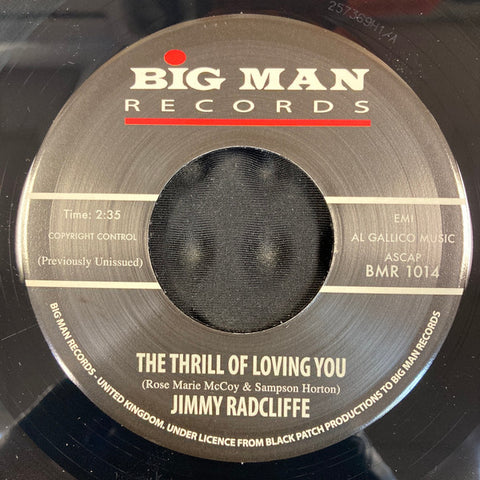 257369H1/A
BiG MAN
RECORDS
Time: 2:35
COPYRIGHT CONTROL
(Previously Unissued)
EMI
AL GALLICO MUSIC
ASCAP
BMR 1014
THE THRILL OF LOVING YOU
(Rose Marie McCoy & Sampson Horton)
JIMMY RADCLIFFE
BIG MAN RECORDS - UNITED KINGDOM. UNDER LICENCE FROM BLACK PATCH PRODUCTIONS TO BIG MAN RECORDS